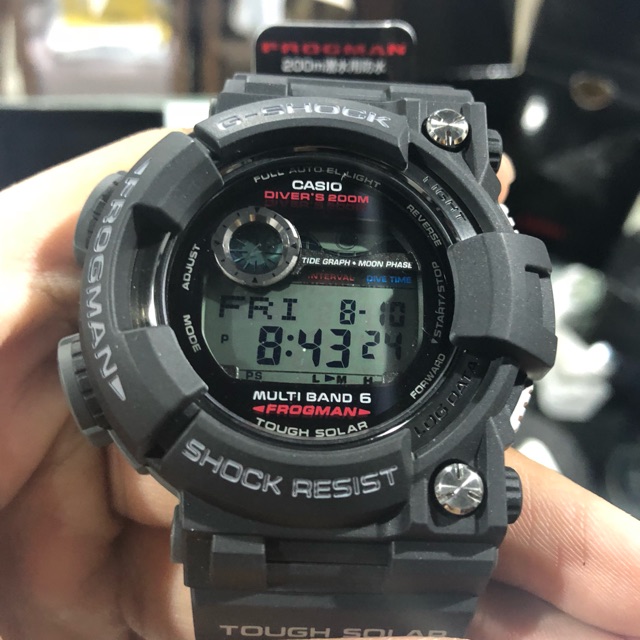 FROGMAN
200m潜水用防水
G-SHOCK
FULL AUTO EL LIGHT
CASIO
DIVER'S 200M
REVERSE
ADJUST
MODE
START/STOP
FORWARD
FROGMAN
TIDE GRAPH • MOON PHASE
INTERVAL DIVE TIME
FRI 8-10
P 8:43 24
PS L▶M H
MULTI BAND 6
FROGMAN
TOUGH SOLAR
LOG DATA
SHOCK RESIST
TOUGH SOLAR